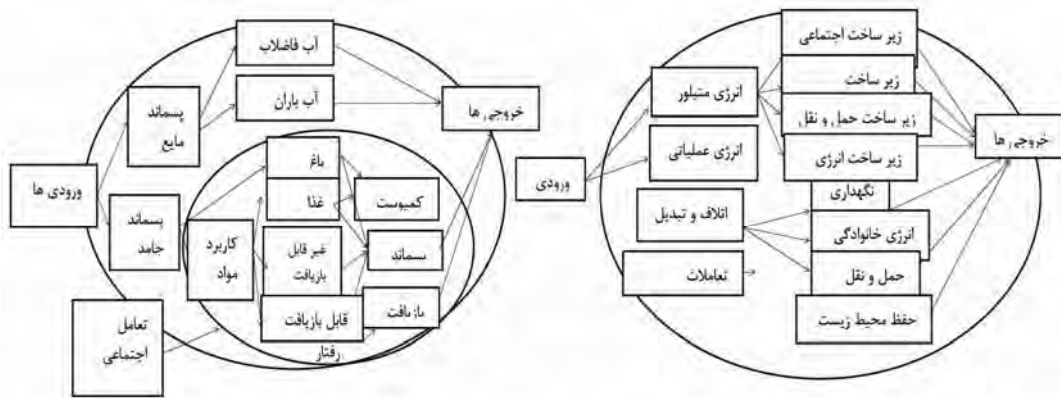 زیر ساخت اجتماعی
زیر ساخت
زیر ساخت حمل و نقل
زیر ساخت انرژی
نگهداری
انرژی خانوادگی
حمل و نقل
حفظ محیط زیست
خروجی ها
انرژی متبلور
انرژی عملیاتی
اتلاف و تبدیل
تعاملات
ورودی
آب فاضلاب
آب باران
خروجی ها
پسماند
مایع
ورودی ها
پسماند
جامد
باغ
غذا
کمپوست
کاربرد
مواد
غیر قابل
بازیافت
پسماند
قابل بازیافت
بازیافت
رفتار
تعامل
اجتماعی